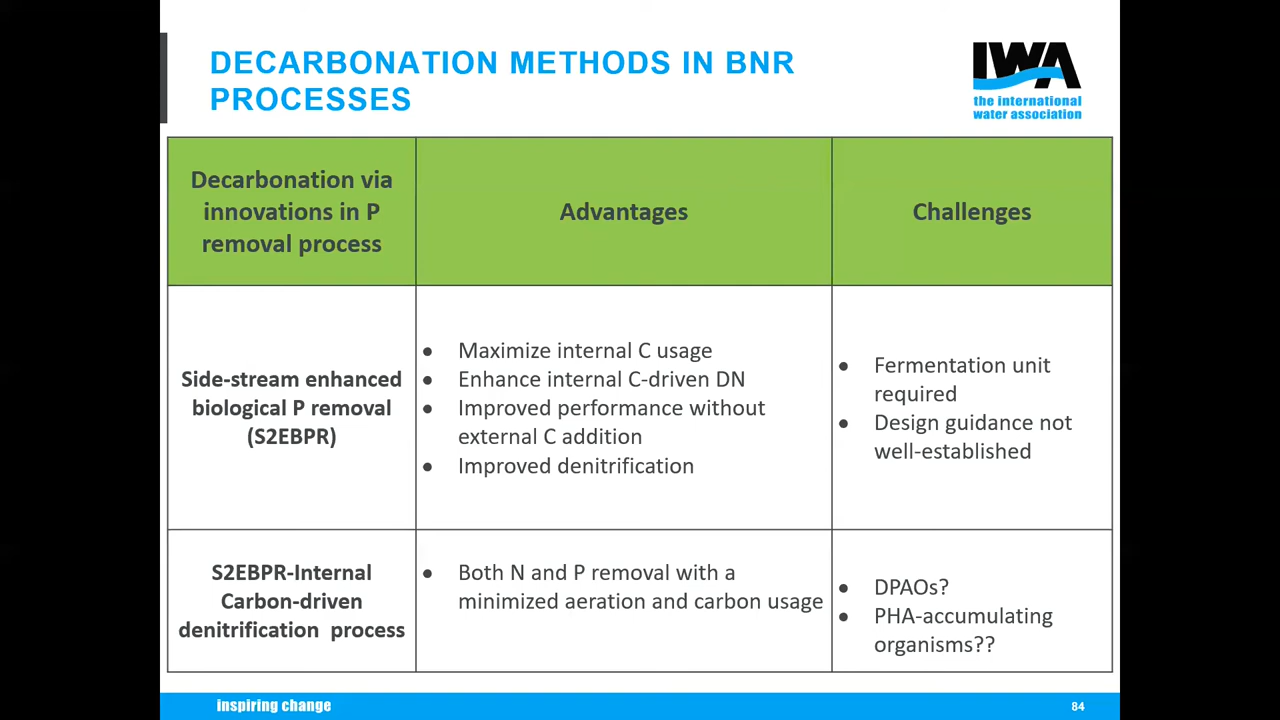 DECARBONATION METHODS IN BNR
PROCESSES
IWA
the international
water association
Decarbonation via
innovations in P
removal process
Advantages
Challenges
Side-stream enhanced
biological P removal
(S2EBPR)
● Maximize internal C usage
● Enhance internal C-driven DN
● Improved performance without
external C addition
● Improved denitrification
● Fermentation unit
required
● Design guidance not
well-established
S2EBPR-Internal
Carbon-driven
denitrification process
● Both N and P removal with a
minimized aeration and carbon usage
● DPAOs?
● PHA-accumulating
organisms??
inspiring change
84